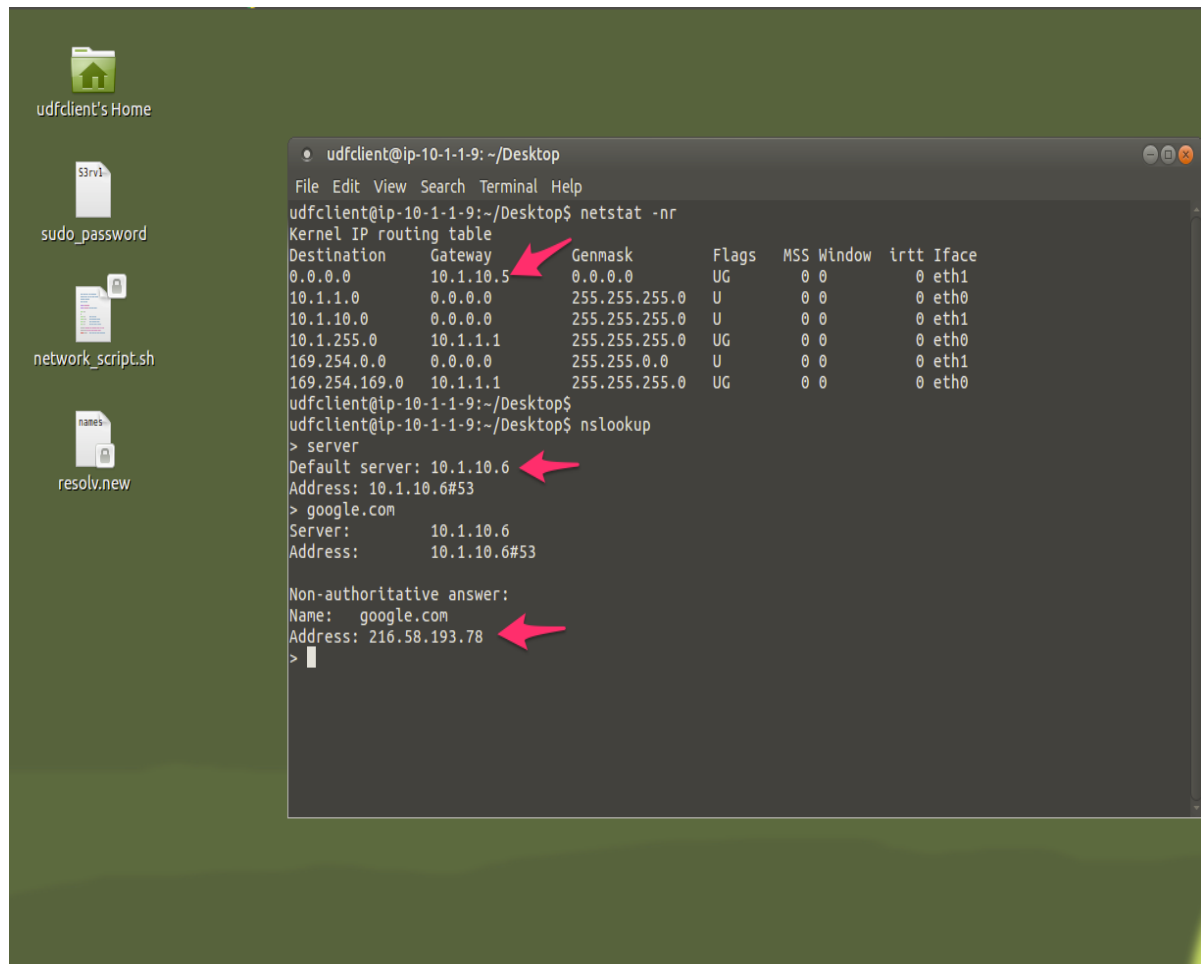 udfclient's Home
S3rv1
sudo_password
network_script.sh
names
resolv.new
udfclient@ip-10-1-1-9: ~/Desktop
File Edit View Search Terminal Help
udfclient@ip-10-1-1-9:~/Desktop$ netstat -nr
Kernel IP routing table
Destination Gateway Genmask Flags MSS Window irtt Iface
0.0.0.0 10.1.10.5 0.0.0.0 UG 0 0 0 eth1
10.1.1.0 0.0.0.0 255.255.255.0 U 0 0 0 eth0
10.1.10.0 0.0.0.0 255.255.255.0 U 0 0 0 eth1
10.1.255.0 10.1.1.1 255.255.255.0 UG 0 0 0 eth0
169.254.0.0 0.0.0.0 255.255.0.0 U 0 0 0 eth1
169.254.169.0 10.1.1.1 255.255.255.0 UG 0 0 0 eth0
udfclient@ip-10-1-1-9:~/Desktop$
udfclient@ip-10-1-1-9:~/Desktop$ nslookup
> server
Default server: 10.1.10.6
Address: 10.1.10.6#53
> google.com
Server: 10.1.10.6
Address: 10.1.10.6#53
Non-authoritative answer:
Name: google.com
Address: 216.58.193.78
>